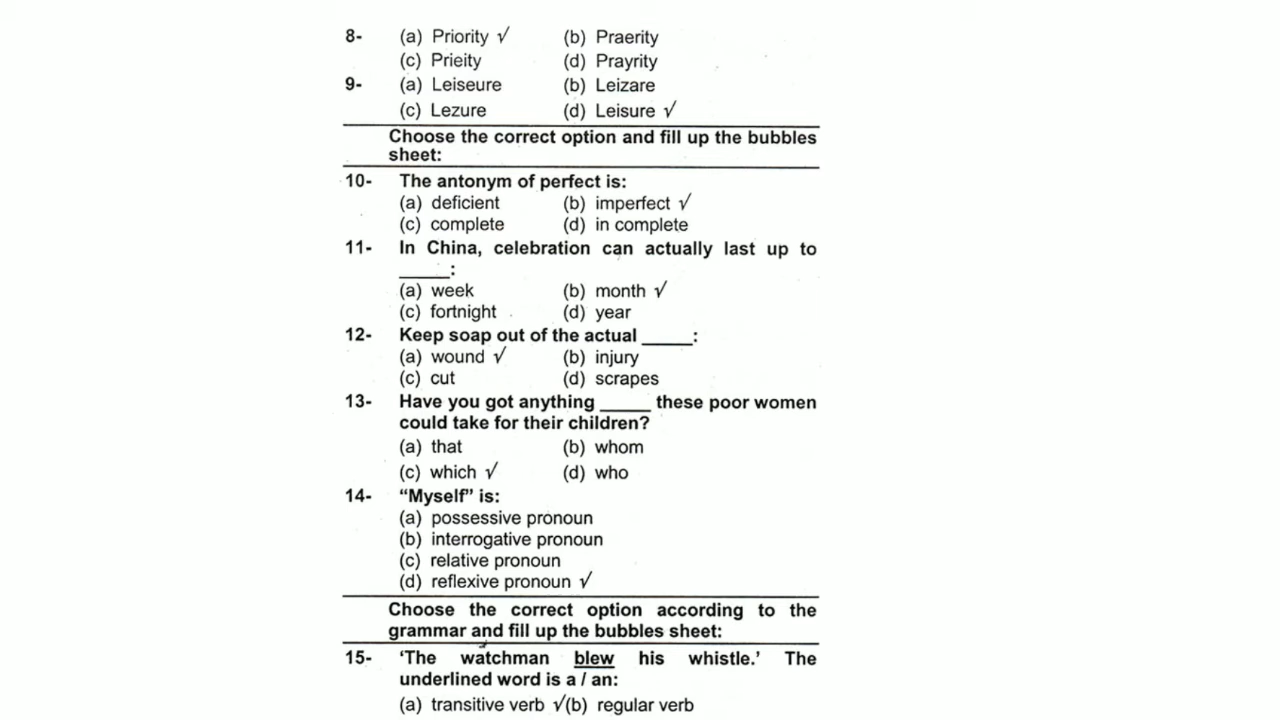 8- (a) Priority √ (b) Praerity
(c) Prieity (d) Prayrity
9- (a) Leiseure (b) Leizare
(c) Lezure (d) Leisure √
Choose the correct option and fill up the bubbles
sheet:
10- The antonym of perfect is:
(a) deficient (b) imperfect √
(c) complete (d) in complete
11- In China, celebration can actually last up to
_____:
(a) week (b) month √
(c) fortnight (d) year
12- Keep soap out of the actual _____:
(a) wound √ (b) injury
(c) cut (d) scrapes
13- Have you got anything _____ these poor women
could take for their children?
(a) that (b) whom
(c) which √ (d) who
14- “Myself” is:
(a) possessive pronoun
(b) interrogative pronoun
(c) relative pronoun
(d) reflexive pronoun √
Choose the correct option according to the
grammar and fill up the bubbles sheet:
15- ‘The watchman blew his whistle.’ The
underlined word is a / an:
(a) transitive verb √(b) regular verb